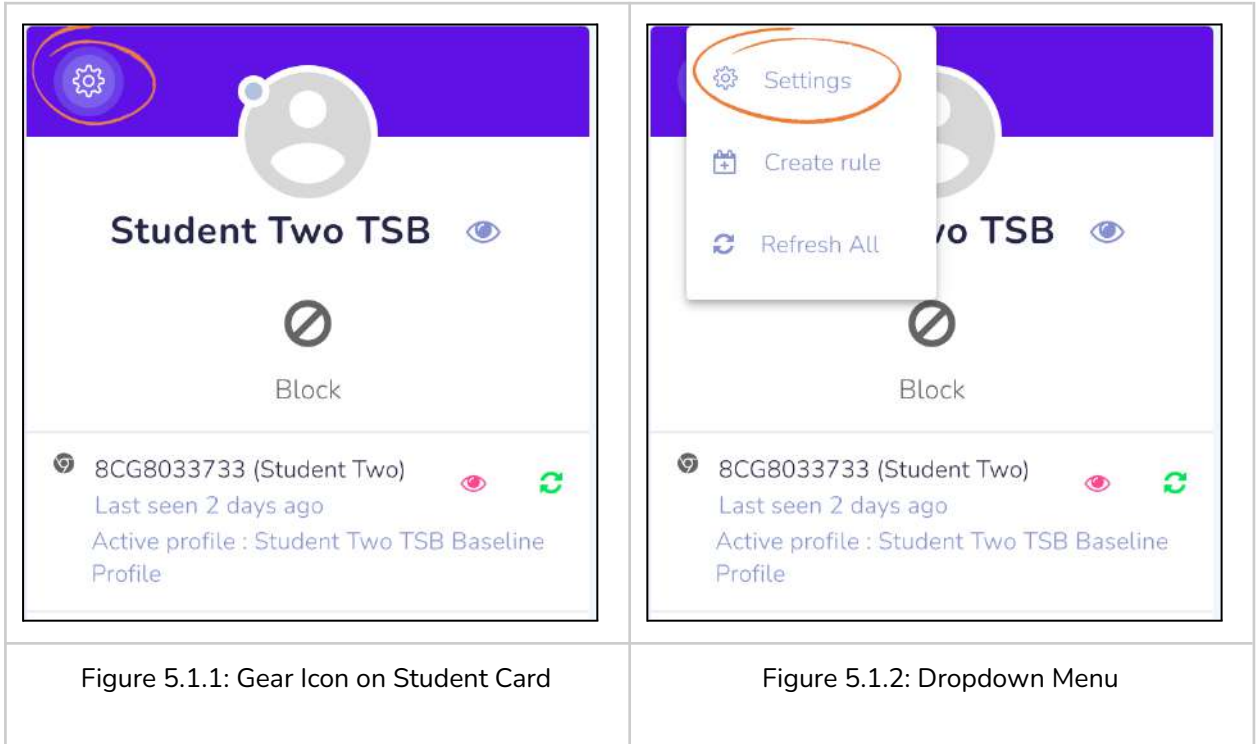 Student Two TSB
Block
8CG8033733 (Student Two)
Last seen 2 days ago
Active profile : Student Two TSB Baseline
Profile
Figure 5.1.1: Gear Icon on Student Card
Settings
Create rule
Refresh All
vo TSB
Block
8CG8033733 (Student Two)
Last seen 2 days ago
Active profile : Student Two TSB Baseline
Profile
Figure 5.1.2: Dropdown Menu